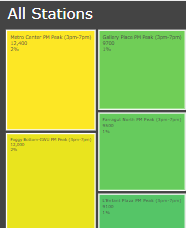 All Stations
Metro Center PM Peak (3pm-7pm)
12,400
2%
Gallery Place PM Peak (3pm-7pm)
9700
1%
Foggy Bottom-GWU PM Peak (3pm-7pm)
12,000
2%
Farragut North PM Peak (3pm-7pm)
9500
1%
L'Enfant Plaza PM Peak (3pm-7pm)
9100
1%